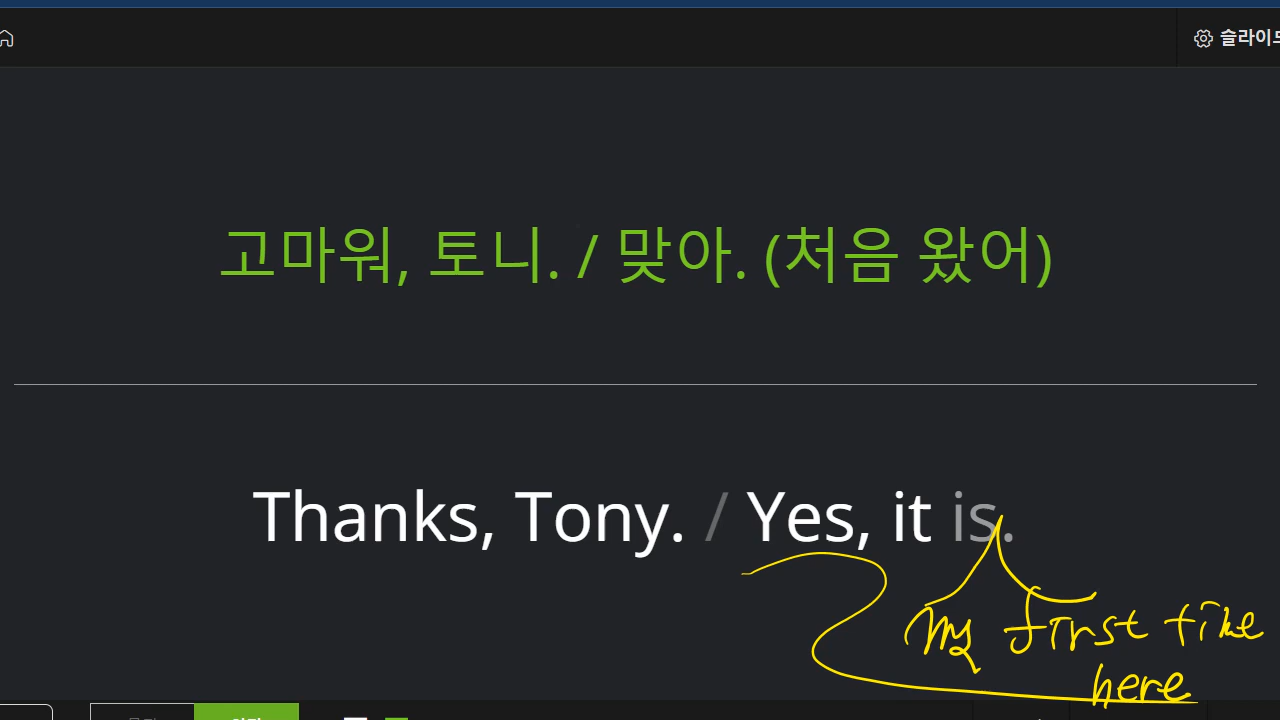 슬라이드
고마워, 토니. / 맞아. (처음 왔어)
Thanks, Tony. / Yes, it is.
my first time
here